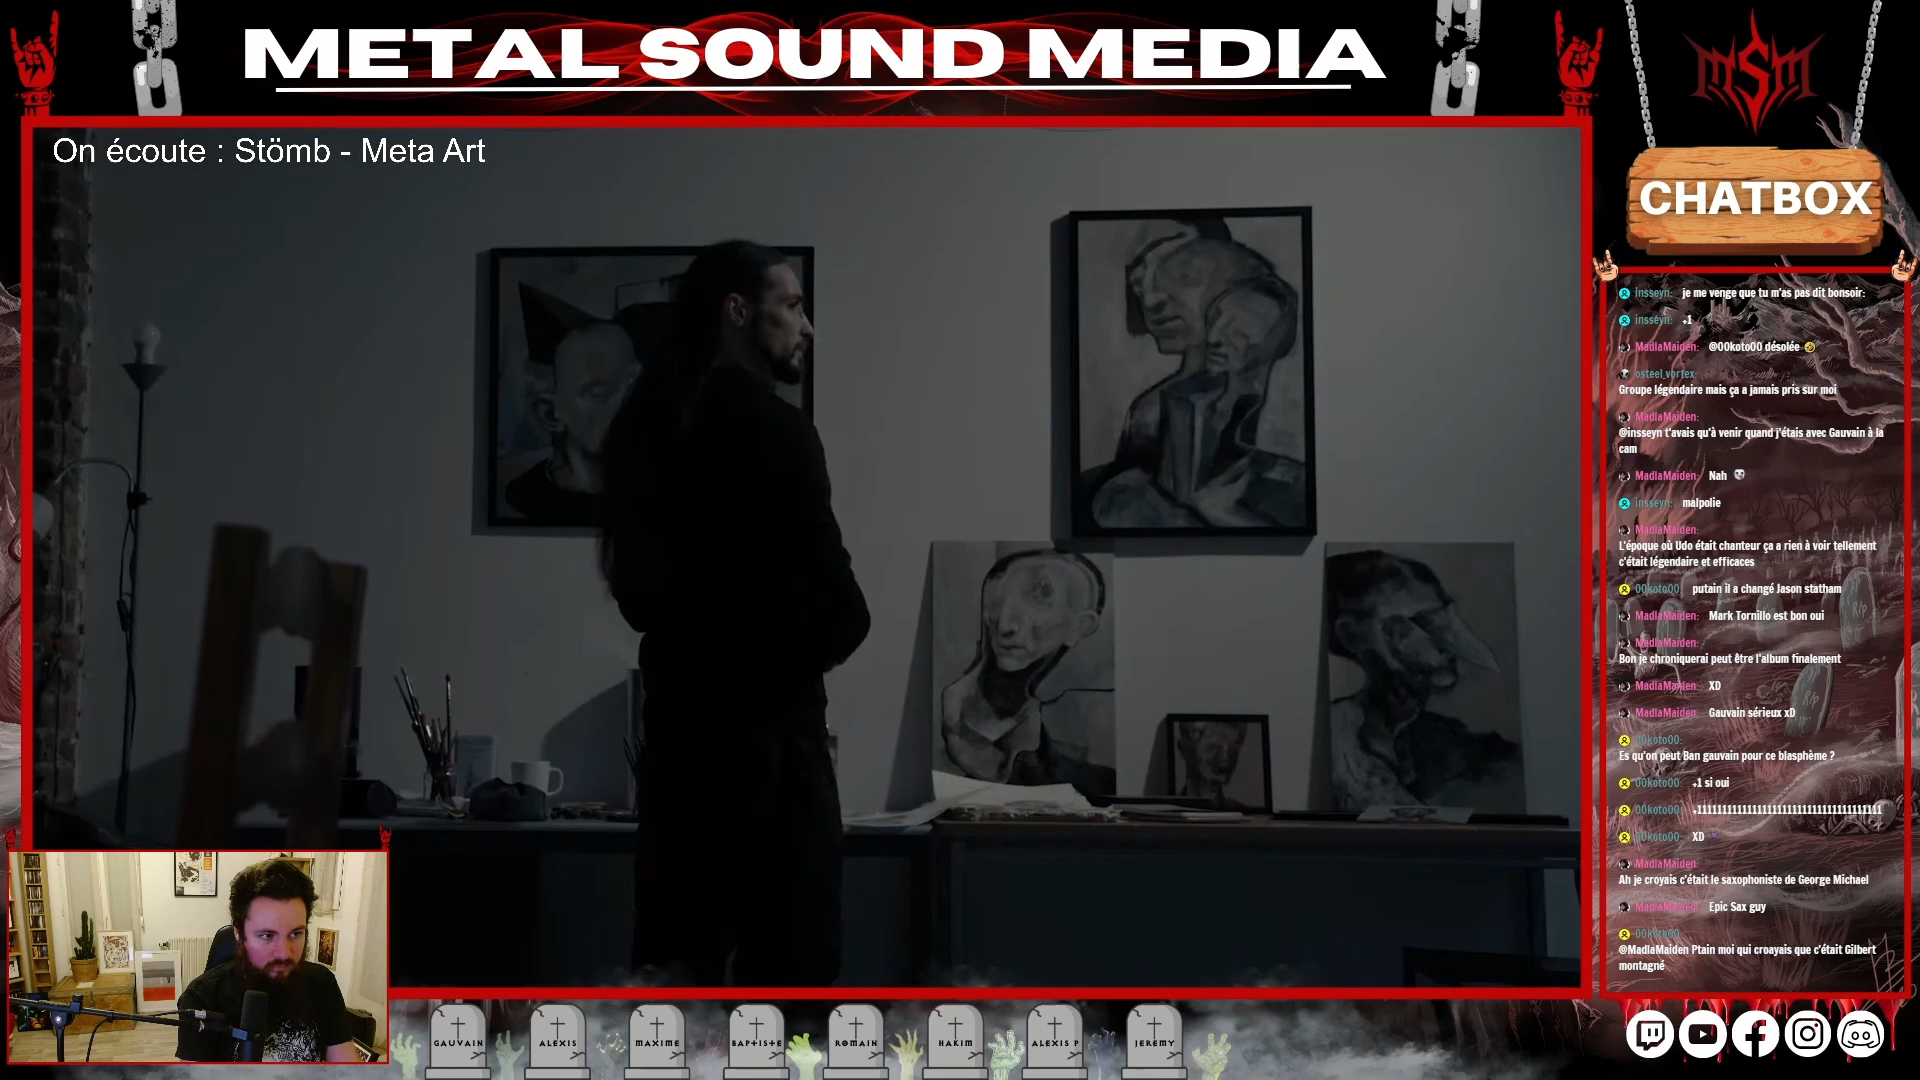 METAL SOUND MEDIA
MSM
On écoute : Stömb - Meta Art
CHATBOX
insseyn: je me venge que tu m'as pas dit bonsoir:
insseyn: +1
MadlaMaiden: @00koto00 désolée 🤣
osteel_vortex:
Groupe légendaire mais ça a jamais pris sur moi
MadlaMaiden:
@insseyn t'avais qu'à venir quand j'étais avec Gauvain à la
cam
MadlaMaiden: Nah
insseyn: malpolie
MadlaMaiden:
L'époque où Udo était chanteur ça a rien à voir tellement
c'était légendaire et efficaces
00koto00: putain il a changé Jason statham
MadlaMaiden: Mark Tornillo est bon oui
MadlaMaiden:
Bon je chroniquerai peut être l'album finalement
MadlaMaiden: XD
MadlaMaiden: Gauvain sérieux xD
00koto00:
Es qu'on peut Ban gauvain pour ce blasphème ?
00koto00: +1 si oui
00koto00:
00koto00: XD
MadlaMaiden:
Ah je croyais c'était le saxophoniste de George Michael
MadlaMaiden: Epic Sax guy
00koto00:
@MadlaMaiden Ptain moi qui croayais que c'était Gilbert
montagné
GAUVAIN ALEXIS MAXIME BAPTISTE ROMAIN HAKIM ALEXIS P JEREMY